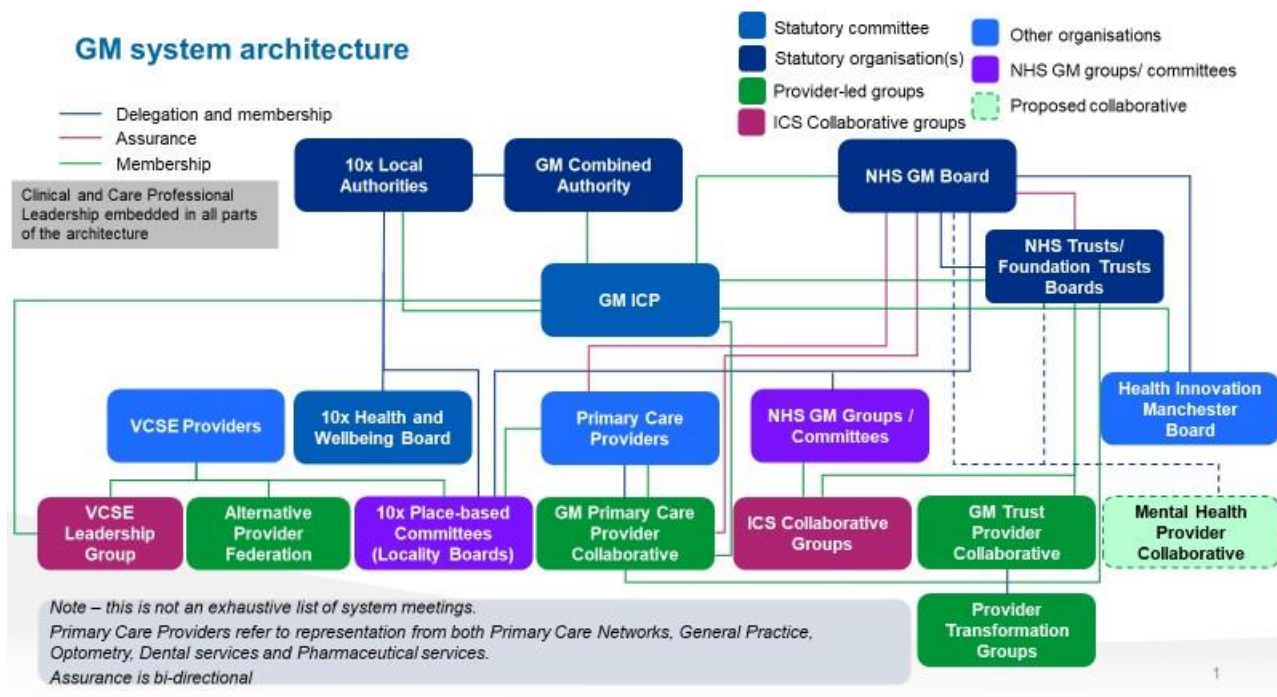 GM system architecture
Delegation and membership
Assurance
Membership
Clinical and Care Professional
Leadership embedded in all parts
of the architecture
Statutory committee
Statutory organisation(s)
Provider-led groups
ICS Collaborative groups
Other organisations
NHS GM groups/ committees
Proposed collaborative
10x Local
Authorities
GM Combined
Authority
NHS GM Board
NHS Trusts/
Foundation Trusts
Boards
GM ICP
VCSE Providers
10x Health and
Wellbeing Board
Primary Care
Providers
NHS GM Groups /
Committees
Health Innovation
Manchester
Board
VCSE
Leadership
Group
Alternative
Provider
Federation
10x Place-based
Committees
(Locality Boards)
GM Primary Care
Provider
Collaborative
ICS Collaborative
Groups
GM Trust
Provider
Collaborative
Mental Health
Provider
Collaborative
Provider
Transformation
Groups
Note – this is not an exhaustive list of system meetings.
Primary Care Providers refer to representation from both Primary Care Networks, General Practice,
Optometry, Dental services and Pharmaceutical services.
Assurance is bi-directional
1